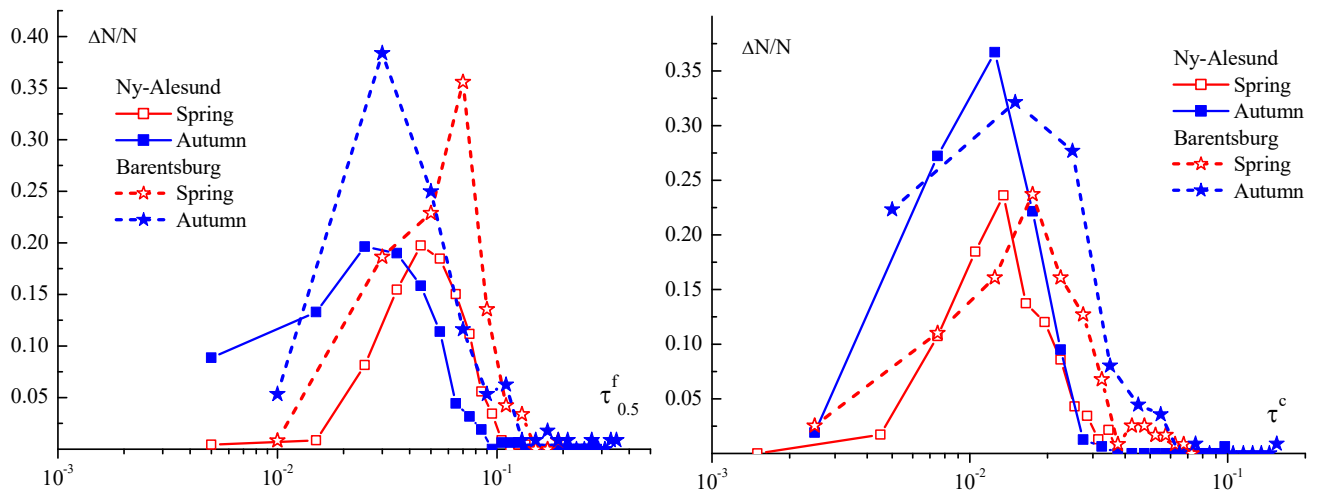 ΔN/N
0.40
0.35
0.30
0.25
0.20
0.15
0.10
0.05
Ny-Alesund
Spring
Autumn
Barentsburg
Spring
Autumn
τ^f_0.5
10^-3 10^-2 10^-1
ΔN/N
0.35
0.30
0.25
0.20
0.15
0.10
0.05
Ny-Alesund
Spring
Autumn
Barentsburg
Spring
Autumn
τ^c
10^-3 10^-2 10^-1